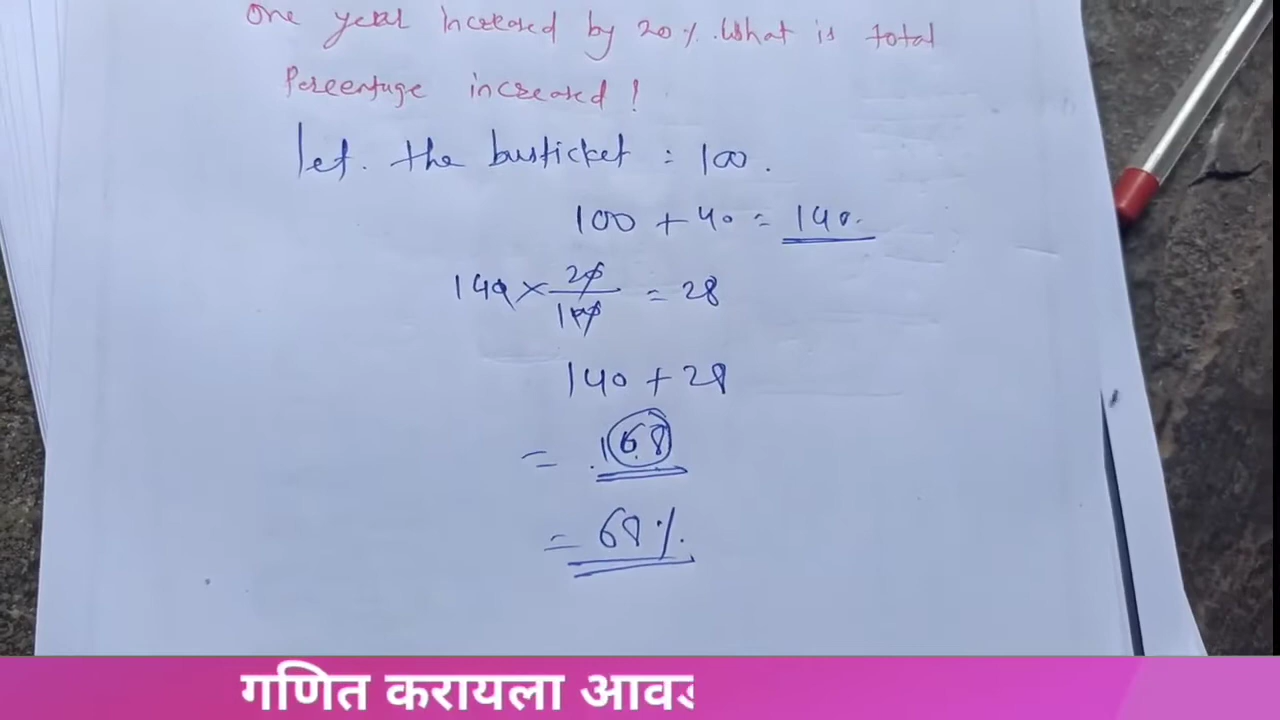 One year increased by 20%. What is total
Percentage increased!
let. the busticket : 100.
100 + 40 = 140.
140 × 20/100 = 28
140 + 28
= 168
= 68%.
गणित करायला आवड